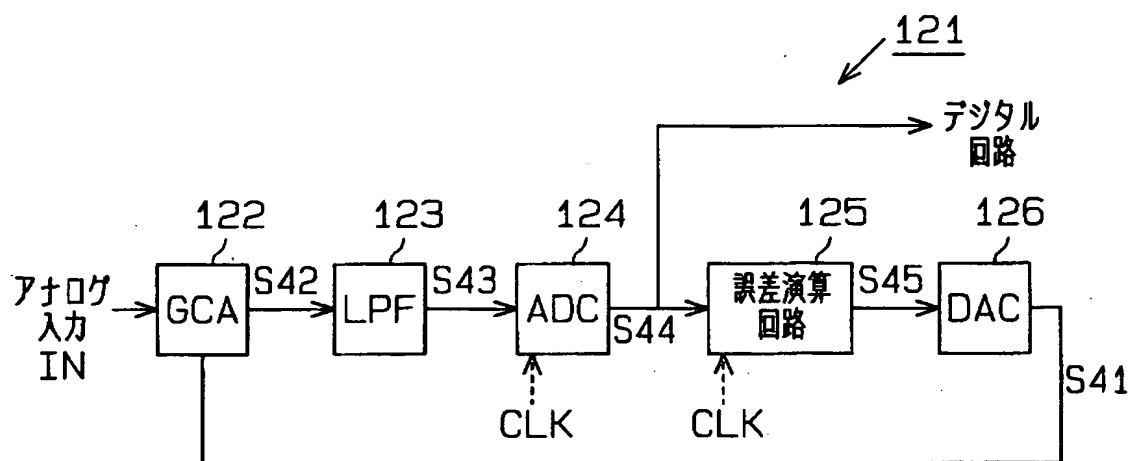 121
デジタル
回路
122
123
124
125
126
アナログ
入力
IN
GCA
S42
LPF
S43
ADC
S44
誤差演算
回路
S45
DAC
S41
CLK
CLK